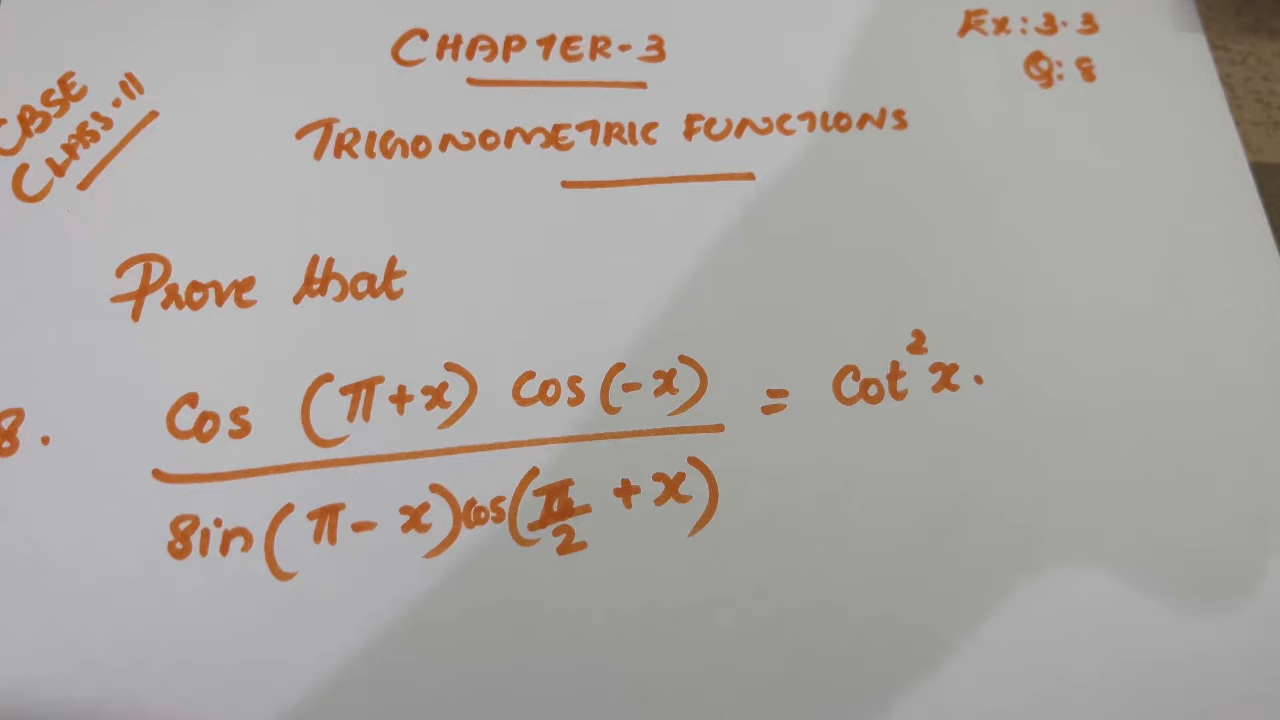 CHAPTER-3
Ex: 3.3
Q: 8
CBSE
CLASS-11
TRIGONOMETRIC FUNCTIONS
Prove that
8. Cos (π+x) cos(-x) = Cot²x.
Sin(π-x)cos(π/2 +x)